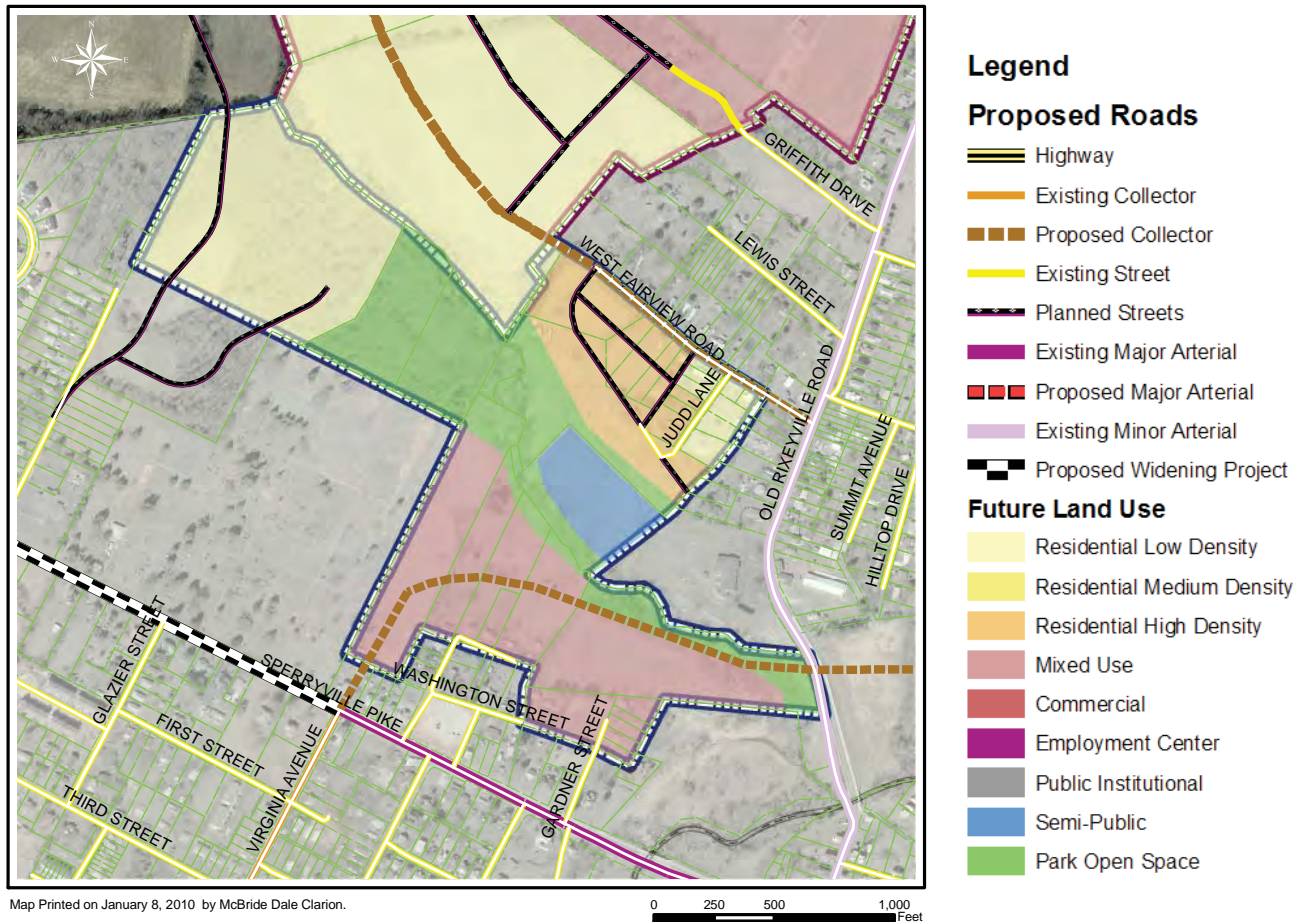 N
W E
S
GRIFFITH DRIVE
LEWIS STREET
WEST FAIRVIEW ROAD
JUDD LANE
OLD RIXEYVILLE ROAD
SUMMIT AVENUE
HILLTOP DRIVE
GLAZIER STREET
SPERRYVILLE PIKE
WASHINGTON STREET
FIRST STREET
VIRGINIA AVENUE
GARDNER STREET
THIRD STREET
Map Printed on January 8, 2010 by McBride Dale Clarion.
0 250 500 1,000
Feet
Legend
Proposed Roads
Highway
Existing Collector
Proposed Collector
Existing Street
Planned Streets
Existing Major Arterial
Proposed Major Arterial
Existing Minor Arterial
Proposed Widening Project
Future Land Use
Residential Low Density
Residential Medium Density
Residential High Density
Mixed Use
Commercial
Employment Center
Public Institutional
Semi-Public
Park Open Space